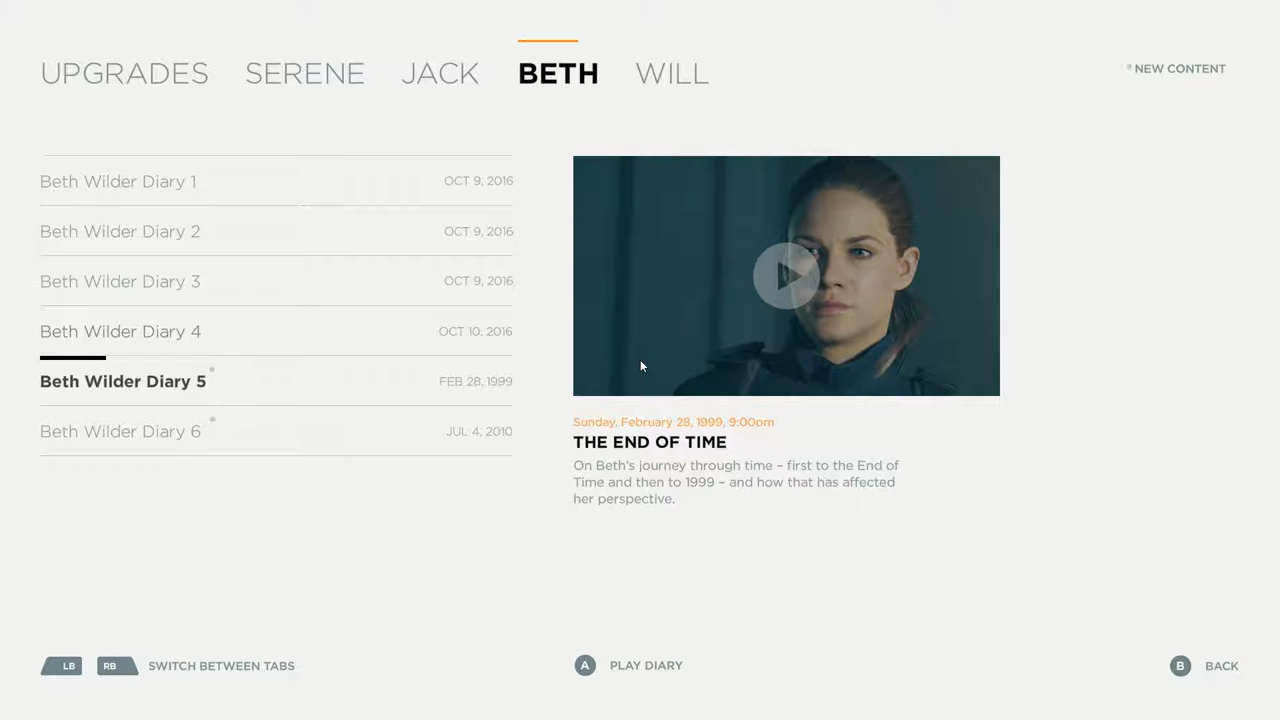 UPGRADES SERENE JACK BETH WILL
NEW CONTENT
Beth Wilder Diary 1 OCT 9, 2016
Beth Wilder Diary 2 OCT 9, 2016
Beth Wilder Diary 3 OCT 9, 2016
Beth Wilder Diary 4 OCT 10. 2016
Beth Wilder Diary 5 FEB 28, 1999
Beth Wilder Diary 6 JUL 4, 2010
Sunday, February 28, 1999, 9:00pm
THE END OF TIME
On Beth's journey through time – first to the End of
Time and then to 1999 – and how that has affected
her perspective.
LB RB SWITCH BETWEEN TABS
A PLAY DIARY
B BACK